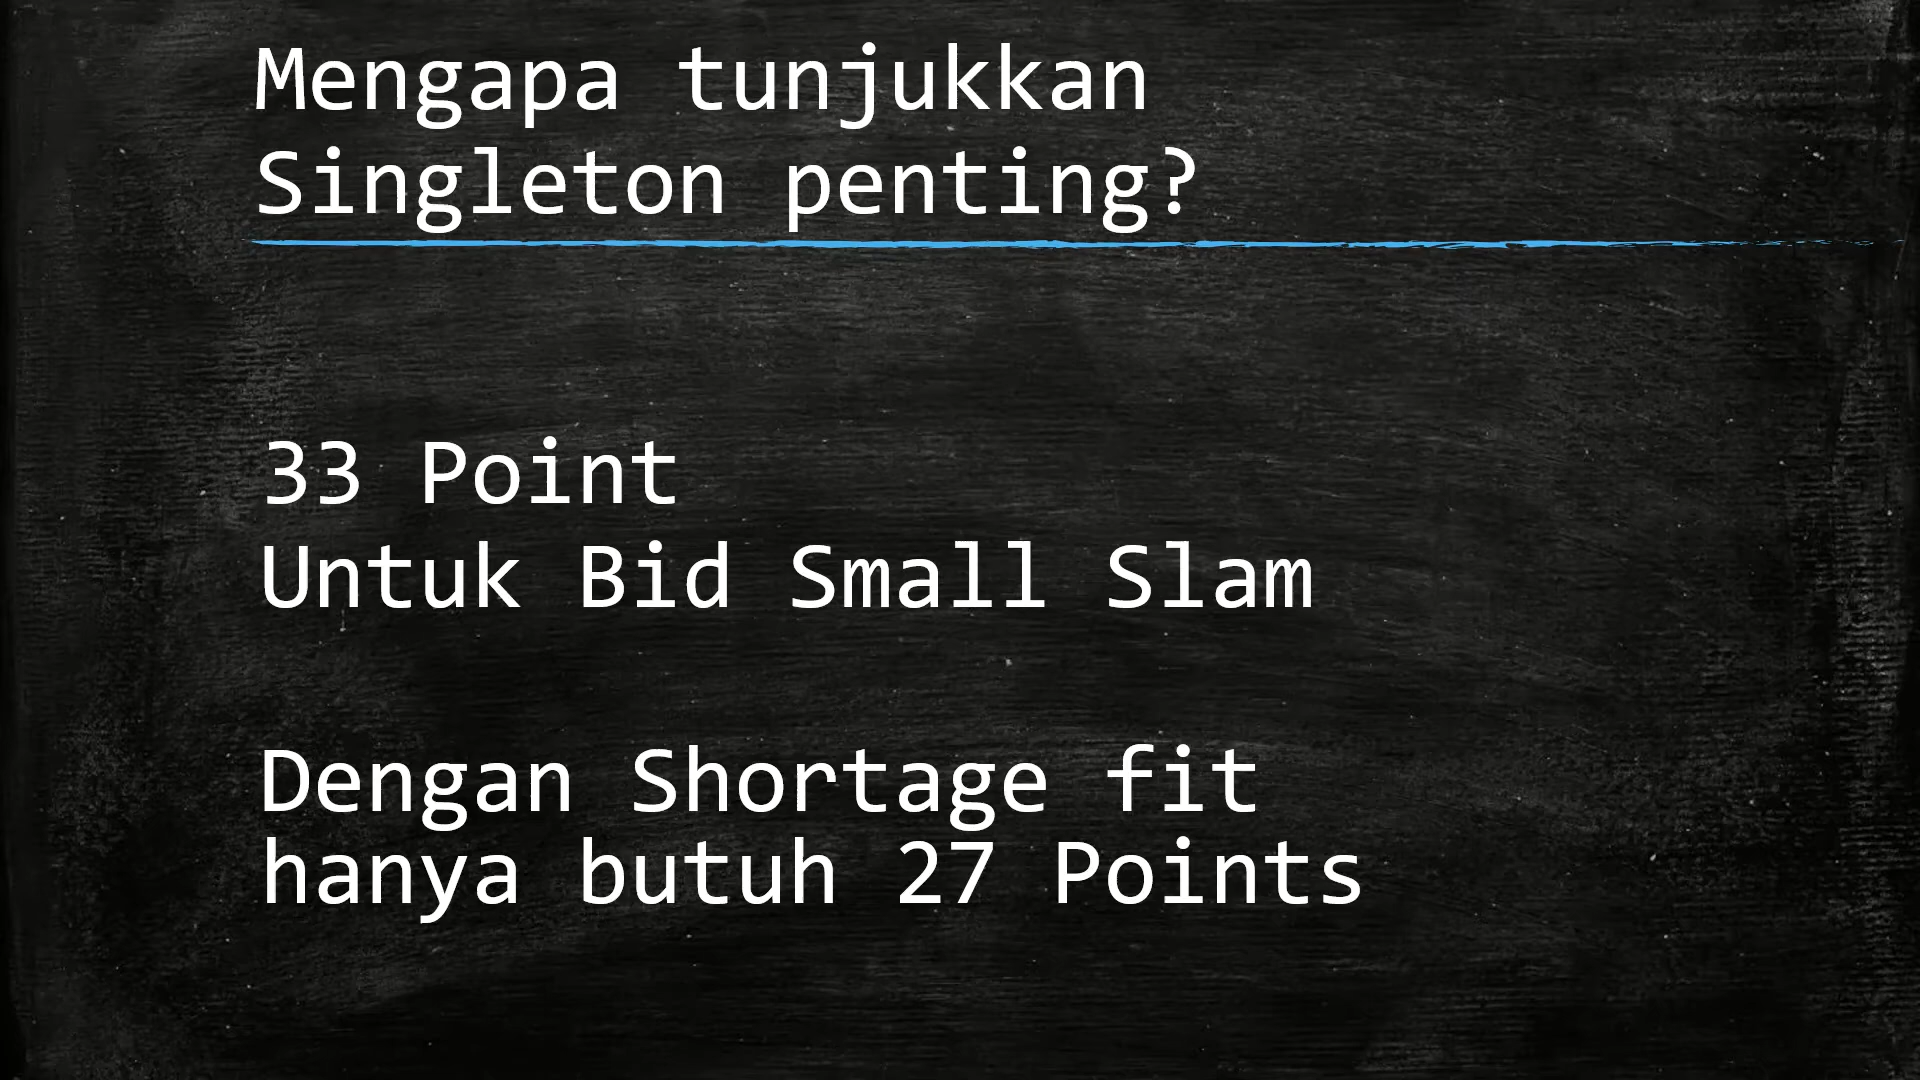 Mengapa tunjukkan
Singleton penting?
33 Point
Untuk Bid Small Slam
Dengan Shortage fit
hanya butuh 27 Points